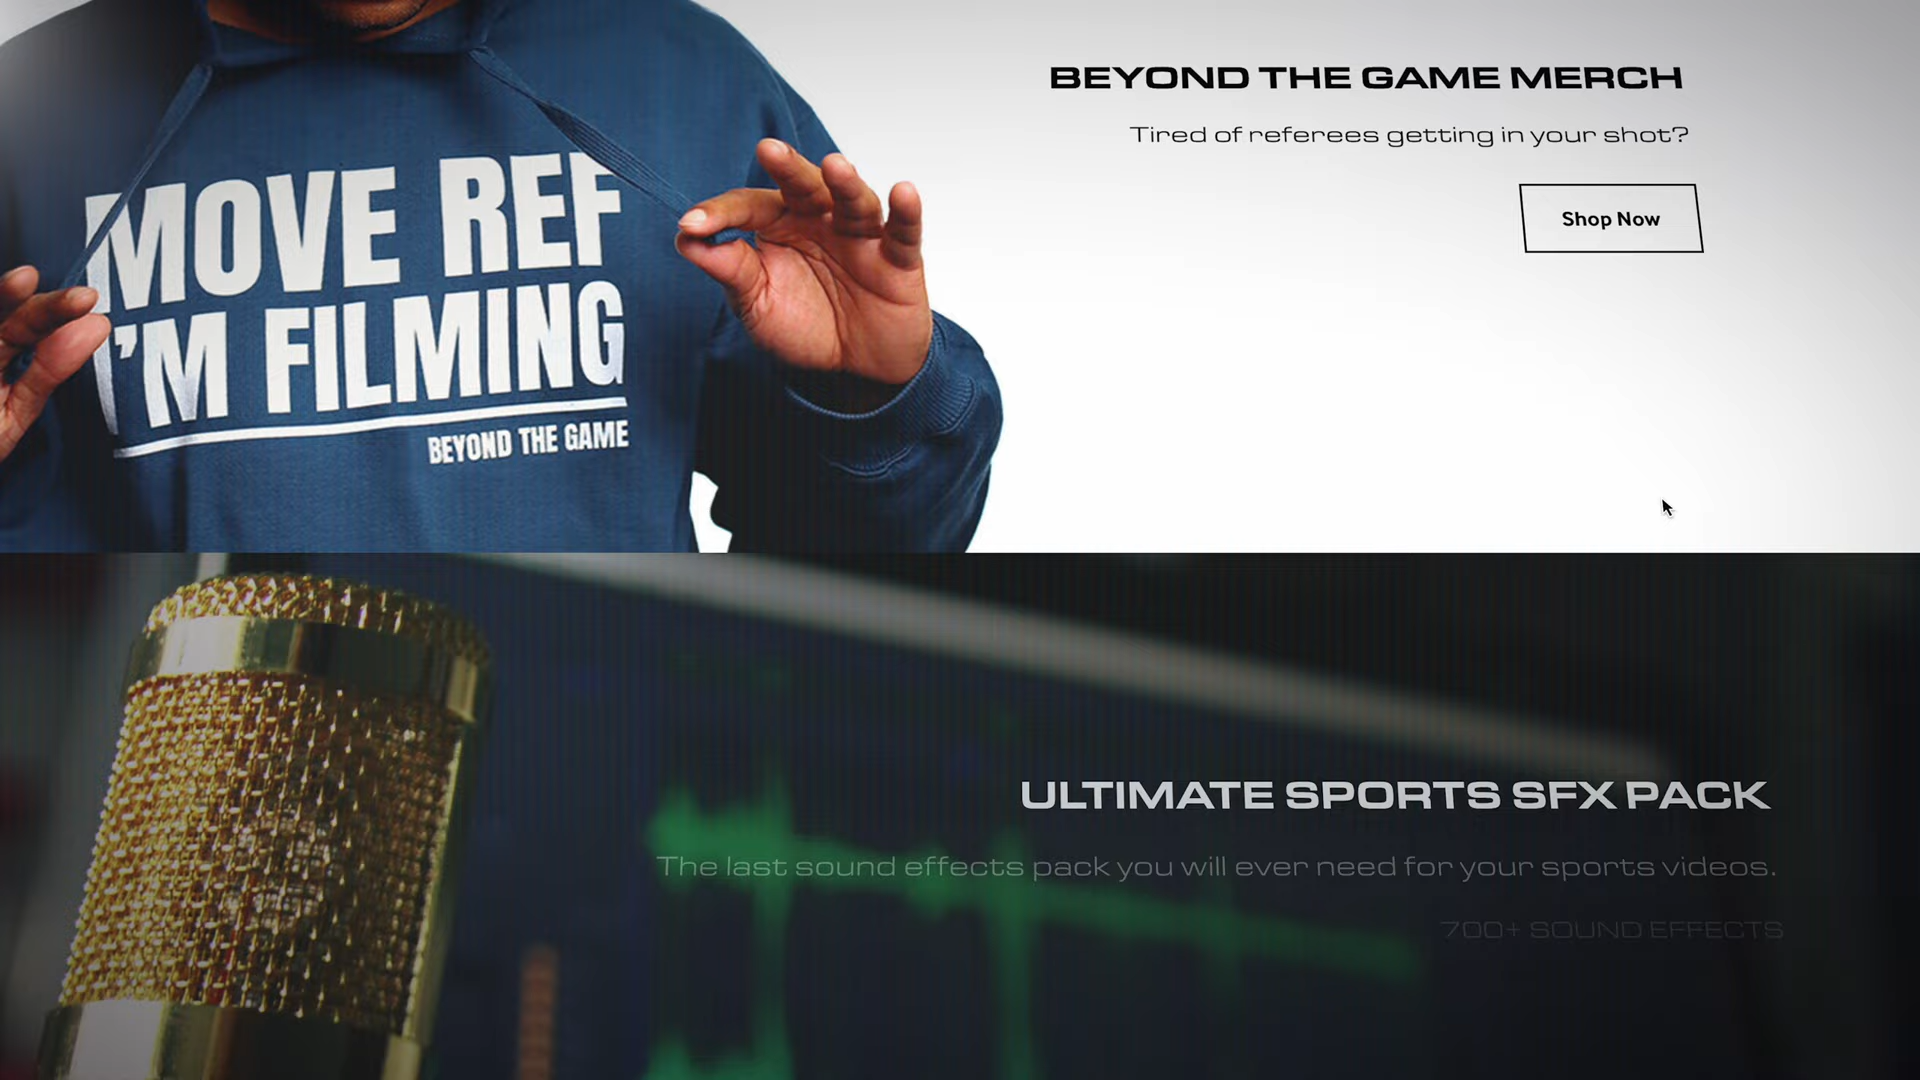 BEYOND THE GAME MERCH
Tired of referees getting in your shot?
Shop Now
MOVE REF
I'M FILMING
BEYOND THE GAME
ULTIMATE SPORTS SFX PACK
The last sound effects pack you will ever need for your sports videos.
700+ SOUND EFFECTS